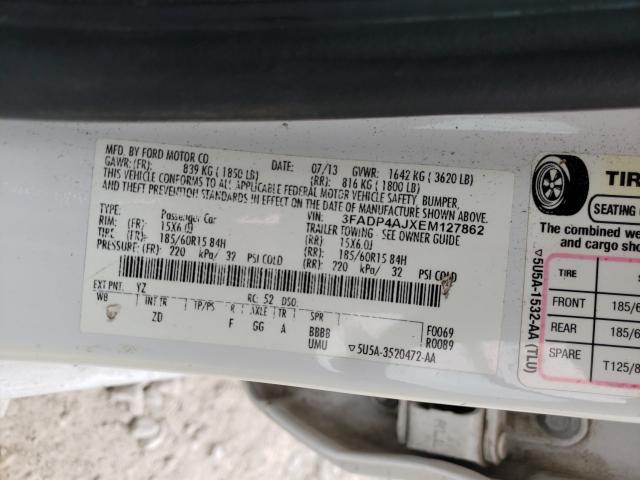 MFD. BY FORD MOTOR CO.
DATE: 07/13 GVWR: 1642 KG ( 3620 LB)
GAWR:(FR): 839 KG ( 1850 LB) (RR): 816 KG ( 1800 LB)
THIS VEHICLE CONFORMS TO ALL APPLICABLE FEDERAL MOTOR VEHICLE SAFETY, BUMPER,
AND THEFT PREVENTION STANDARDS IN EFFECT ON THE DATE OF MANUFACTURE SHOWN ABOVE.
VIN: 3FADP4AJXEM127862
TYPE: Passenger Car TRAILER TOWING - SEE OWNER GUIDE
RIM: (FR) 15X6.0J (RR) 15X6.0J
TIRE: (FR) 185/60R15 84H (RR) 185/60R15 84H
PRESSURE: (FR) 220 kPa/ 32 PSI COLD (RR) 220 kPa/ 32 PSI COLD
EXT PNT: YZ RC: 52 DSO:
WB INT TR TP/PS R AXLE TR SPR
ZD F GG A BBBB F0069
UMU R0089
▽5U5A-3520472-AA
TIR
SEATING
The combined we
and cargo sho
TIRE
FRONT 185/6
REAR 185/6
SPARE T125/8
▽5U5A-1532-AA (TLU)